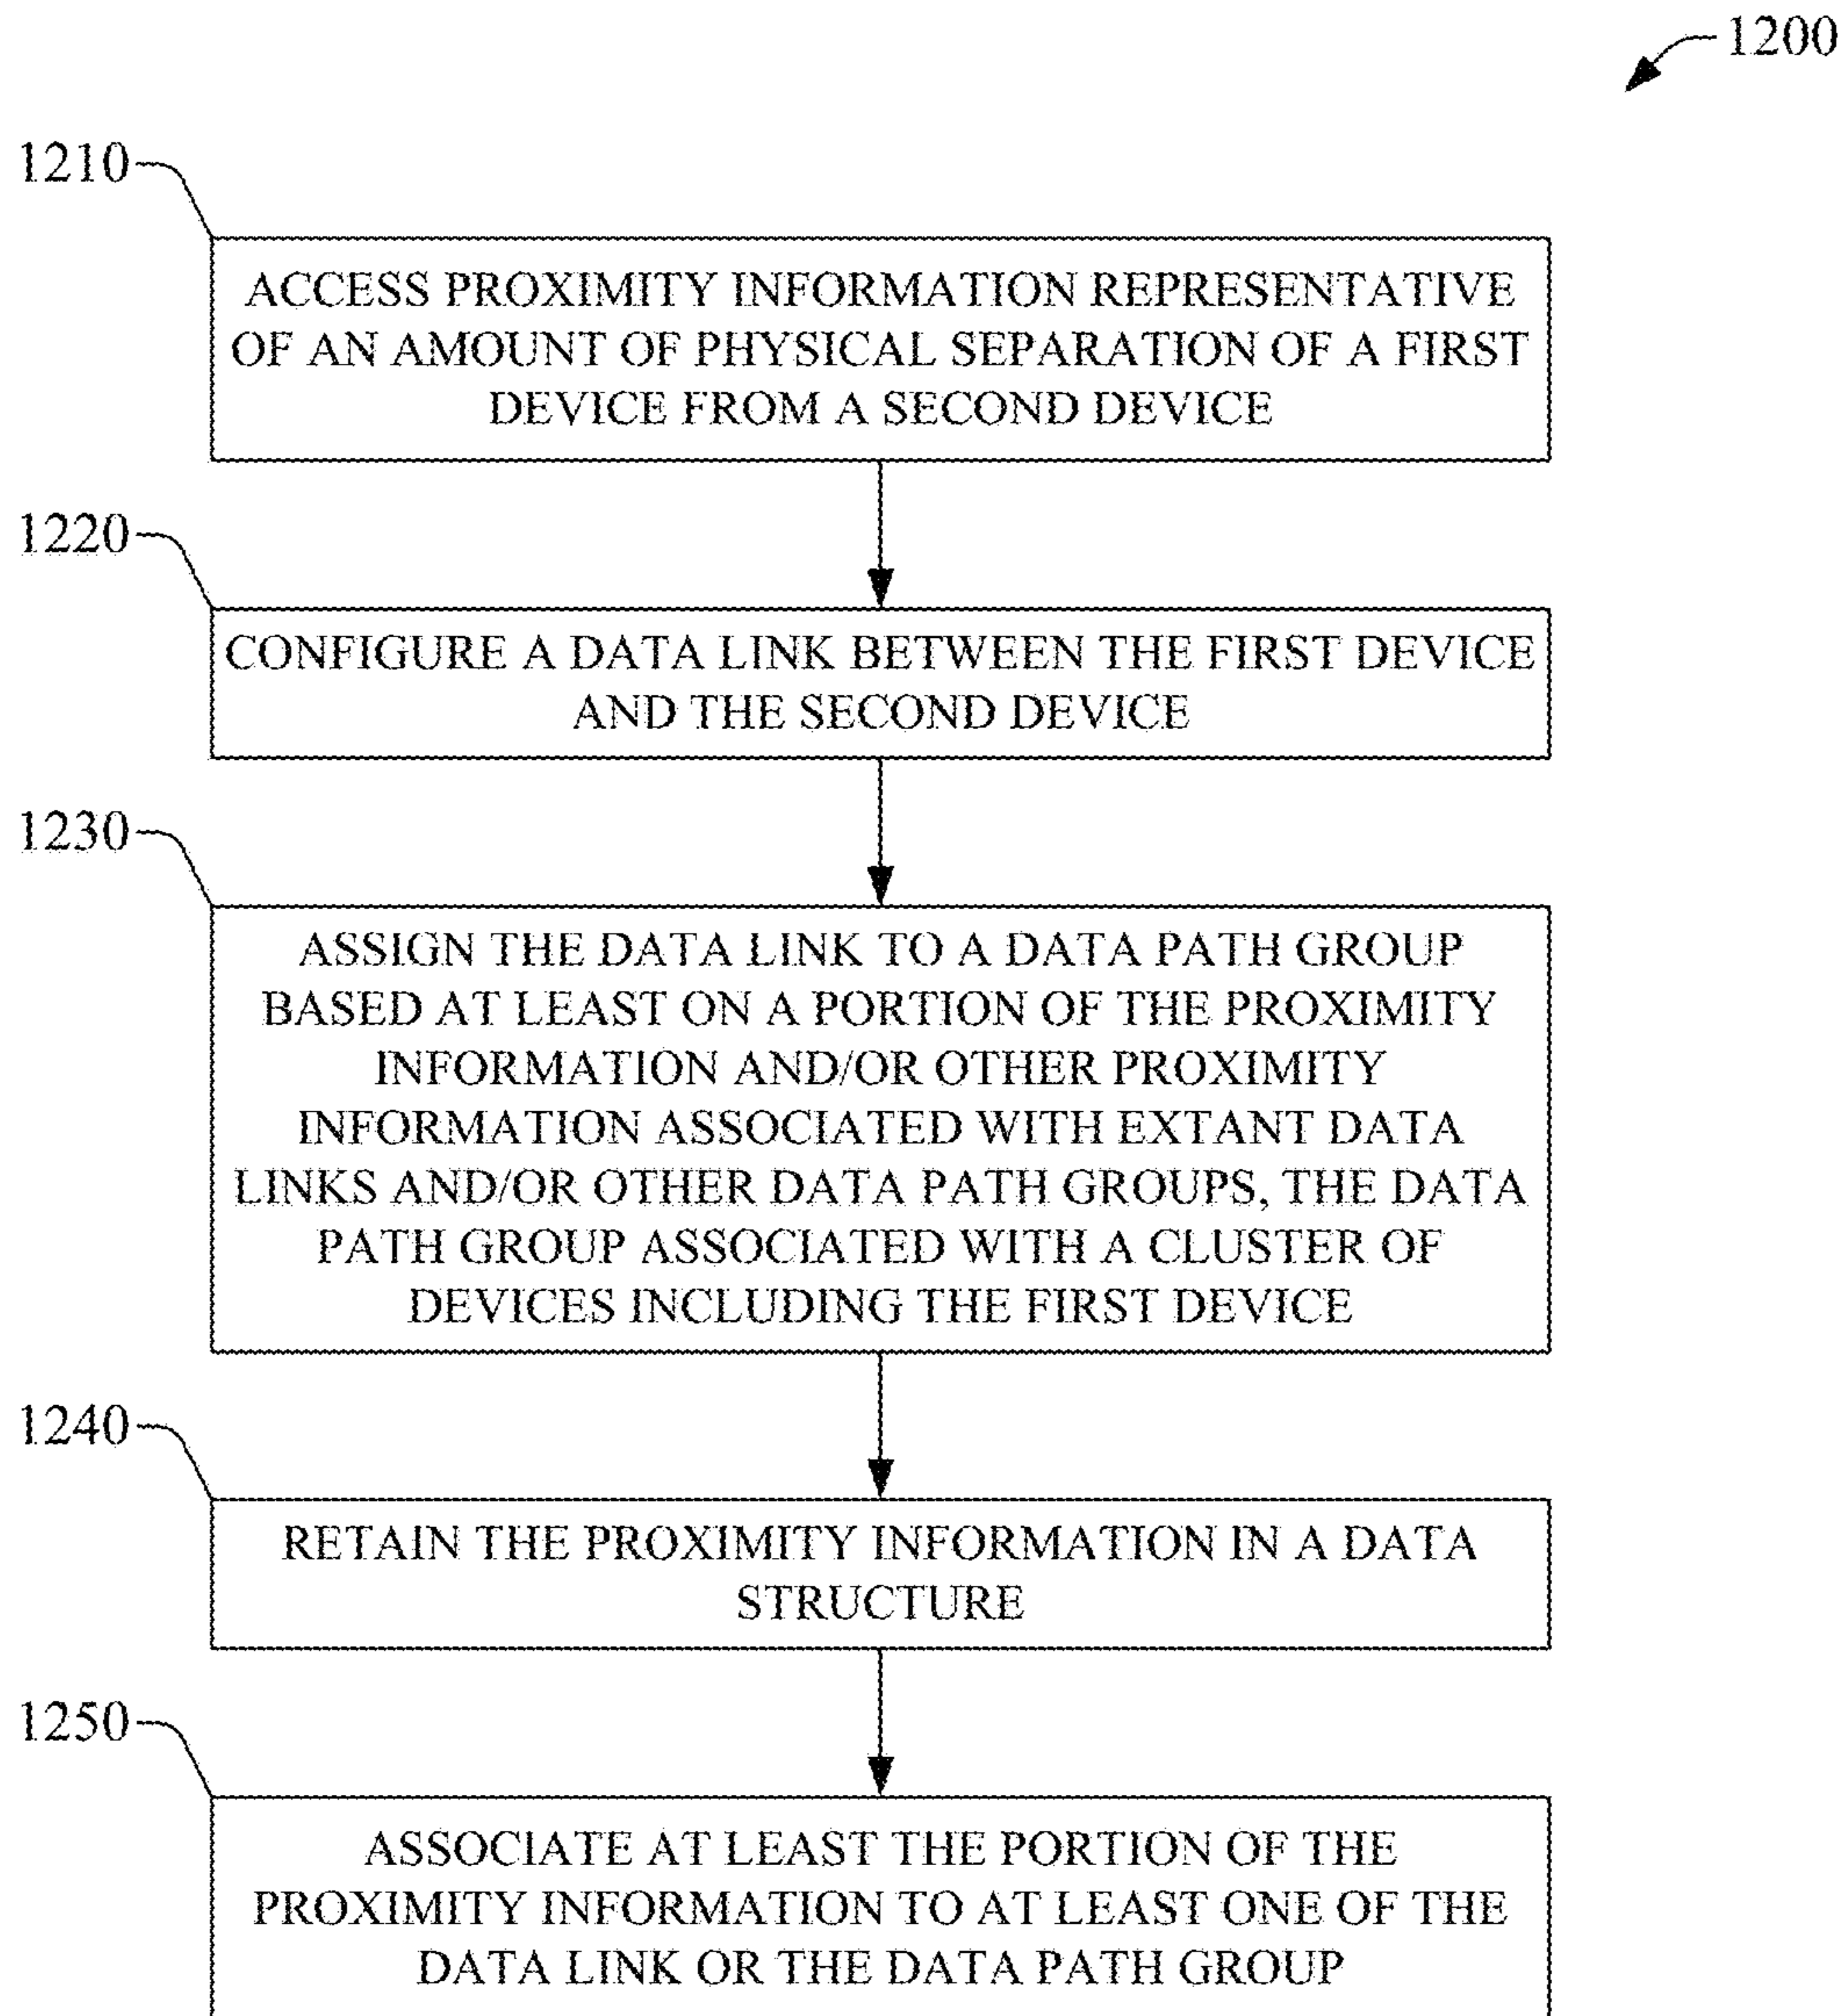 1200
1210
ACCESS PROXIMITY INFORMATION REPRESENTATIVE
OF AN AMOUNT OF PHYSICAL SEPARATION OF A FIRST
DEVICE FROM A SECOND DEVICE
1220
CONFIGURE A DATA LINK BETWEEN THE FIRST DEVICE
AND THE SECOND DEVICE
1230
ASSIGN THE DATA LINK TO A DATA PATH GROUP
BASED AT LEAST ON A PORTION OF THE PROXIMITY
INFORMATION AND/OR OTHER PROXIMITY
INFORMATION ASSOCIATED WITH EXTANT DATA
LINKS AND/OR OTHER DATA PATH GROUPS, THE DATA
PATH GROUP ASSOCIATED WITH A CLUSTER OF
DEVICES INCLUDING THE FIRST DEVICE
1240
RETAIN THE PROXIMITY INFORMATION IN A DATA
STRUCTURE
1250
ASSOCIATE AT LEAST THE PORTION OF THE
PROXIMITY INFORMATION TO AT LEAST ONE OF THE
DATA LINK OR THE DATA PATH GROUP